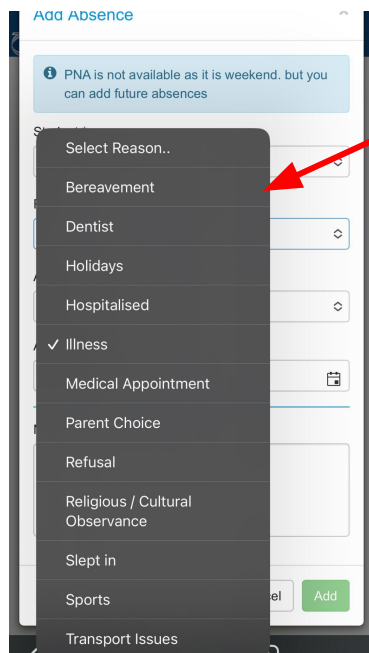 Add Absence
PNA is not available as it is weekend. but you
can add future absences
Select Reason..
Bereavement
Dentist
Holidays
Hospitalised
Illness
Medical Appointment
Parent Choice
Refusal
Religious / Cultural
Observance
Slept in
Sports
Transport Issues
Add